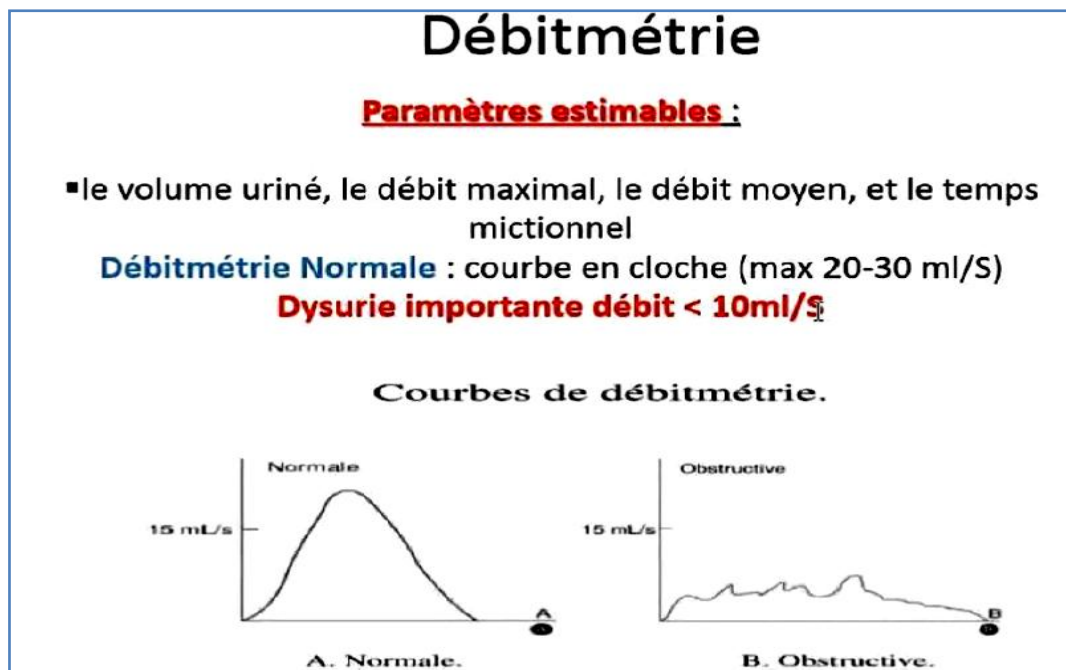 Débitmétrie
Paramètres estimables :
▪le volume uriné, le débit maximal, le débit moyen, et le temps
mictionnel
Débitmétrie Normale : courbe en cloche (max 20-30 ml/S)
Dysurie importante débit < 10ml/S
Courbes de débitmétrie.
Normale
15 mL/s
A
A. Normale.
Obstructive
15 mL/s
B
B. Obstructive.